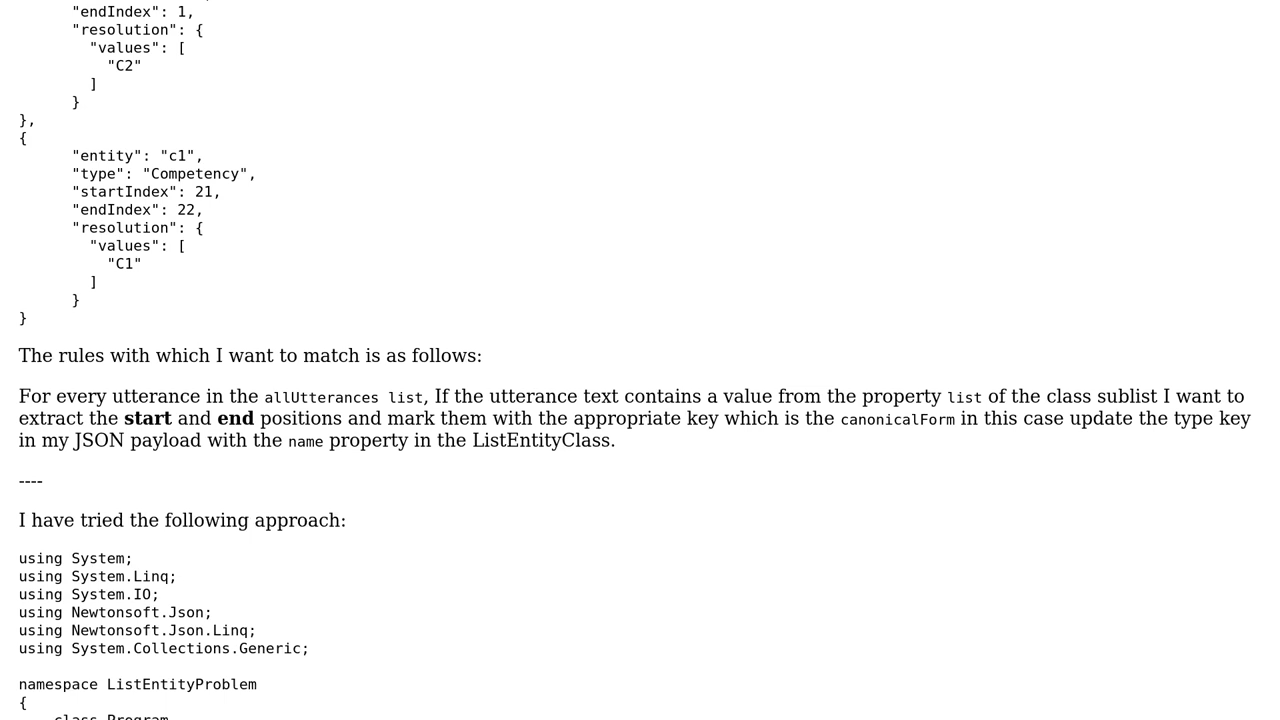 "endIndex": 1,
"resolution": {
"values": [
"C2"
]
}
},
{
"entity": "c1",
"type": "Competency",
"startIndex": 21,
"endIndex": 22,
"resolution": {
"values": [
"C1"
]
}
}
The rules with which I want to match is as follows:
For every utterance in the allUtterances list, If the utterance text contains a value from the property list of the class sublist I want to
extract the start and end positions and mark them with the appropriate key which is the canonicalForm in this case update the type key
in my JSON payload with the name property in the ListEntityClass.
----
I have tried the following approach:
using System;
using System.Linq;
using System.IO;
using Newtonsoft.Json;
using Newtonsoft.Json.Linq;
using System.Collections.Generic;
namespace ListEntityProblem
{
class Program